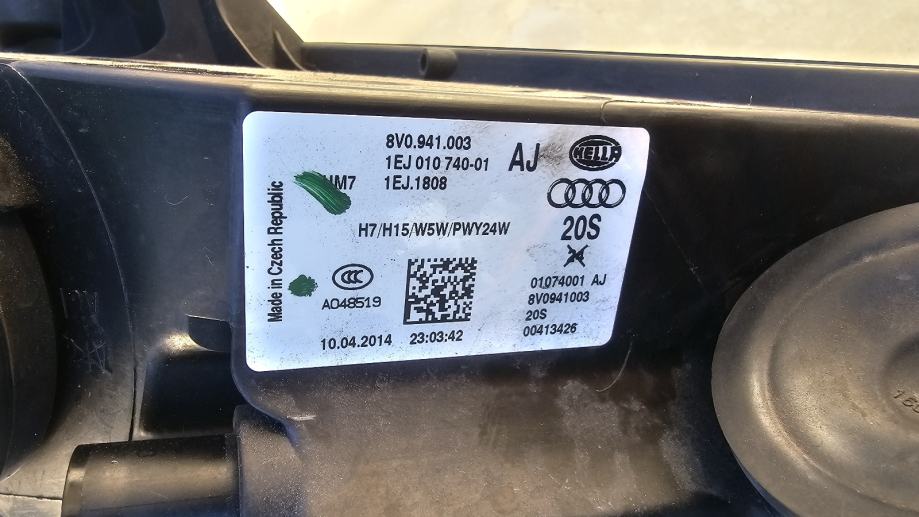 8V0.941.003
1EJ 010 740-01
AJ
HELLA
1EJ.1808
H7/H15/W5W/PWY24W
20S
Made in Czech Republic
CCC
A048519
01074001 AJ
8V0941003
20S
00413426
10.04.2014 23:03:42